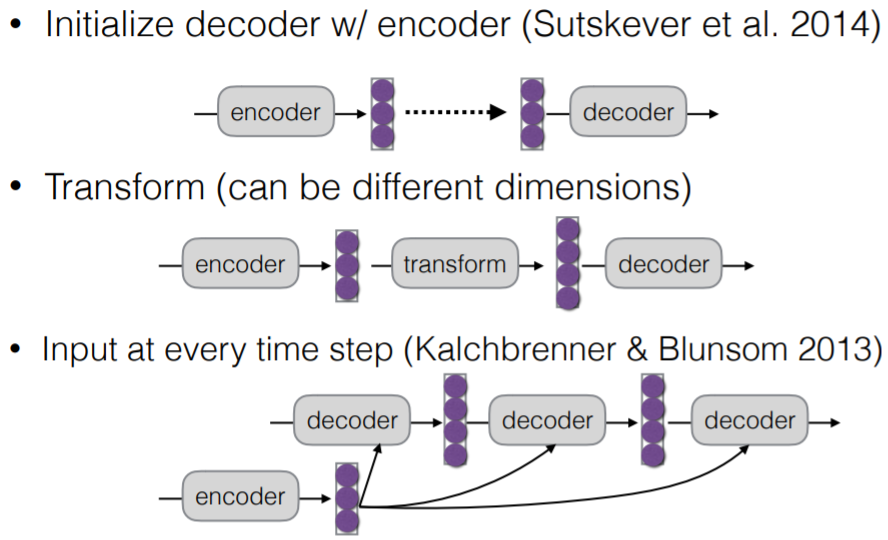 • Initialize decoder w/ encoder (Sutskever et al. 2014)
encoder decoder
• Transform (can be different dimensions)
encoder transform decoder
• Input at every time step (Kalchbrenner & Blunsom 2013)
decoder decoder decoder
encoder